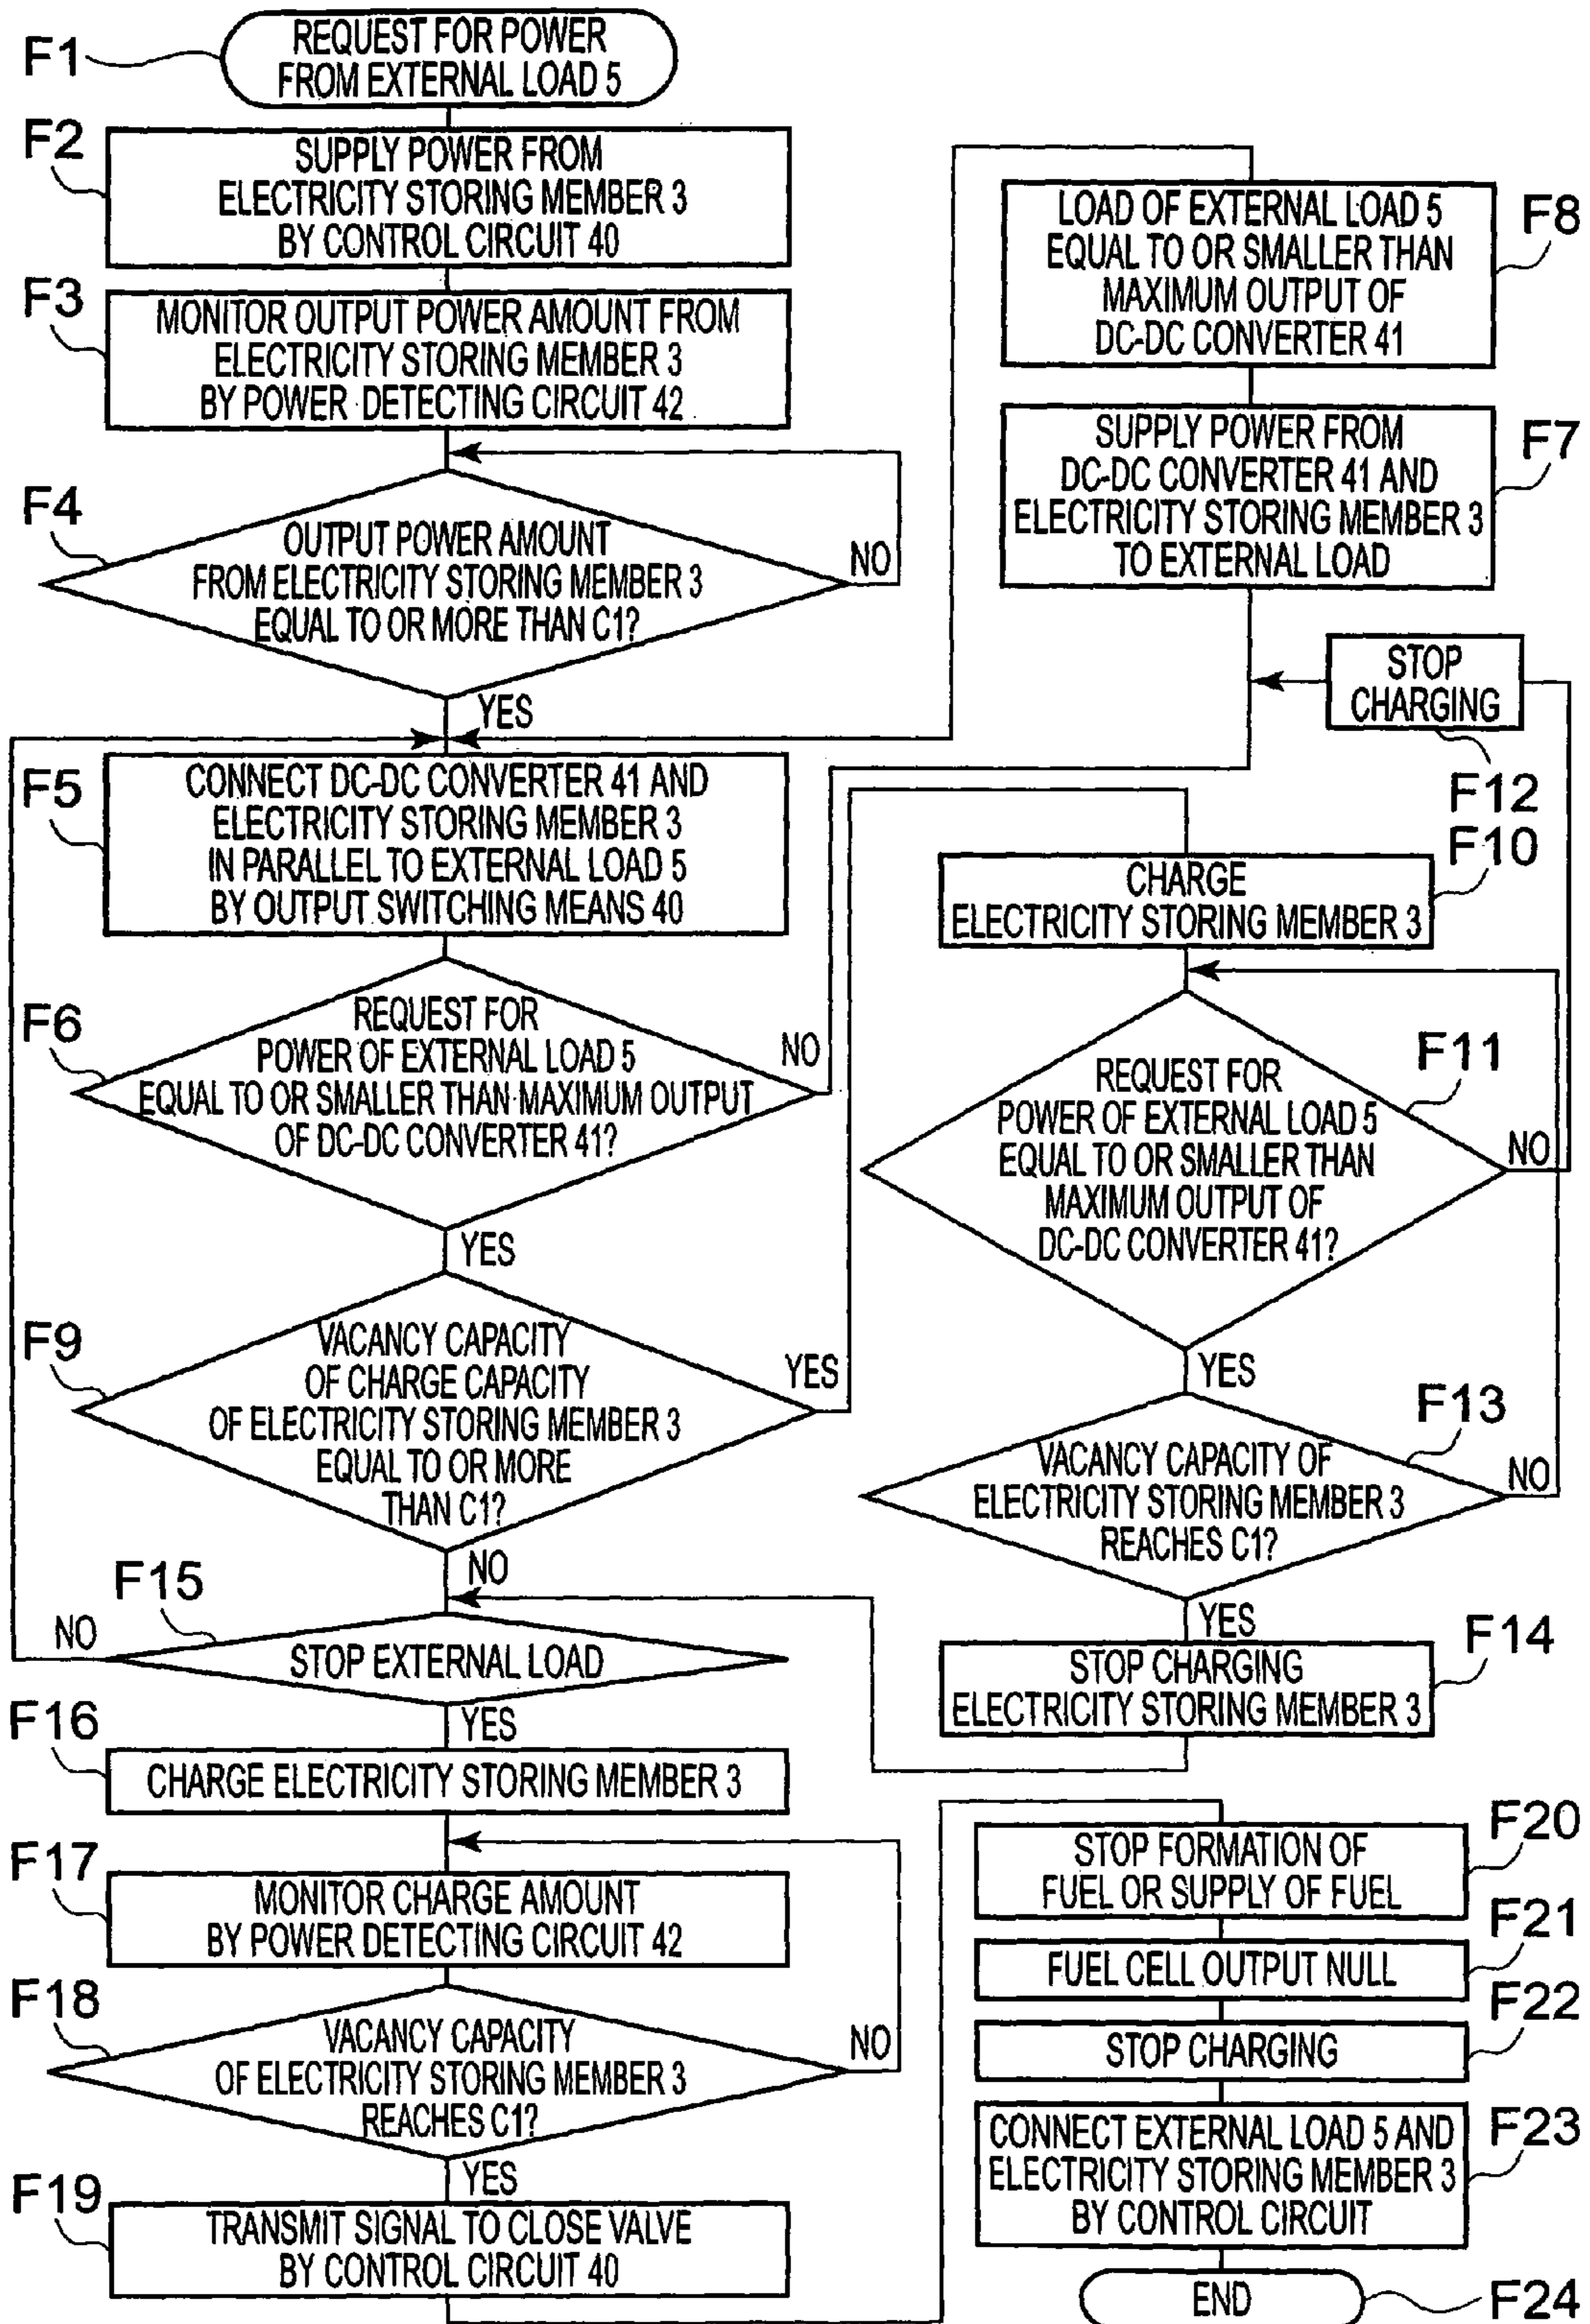 F1
REQUEST FOR POWER
FROM EXTERNAL LOAD 5
F2
SUPPLY POWER FROM
ELECTRICITY STORING MEMBER 3
BY CONTROL CIRCUIT 40
F3
MONITOR OUTPUT POWER AMOUNT FROM
ELECTRICITY STORING MEMBER 3
BY POWER DETECTING CIRCUIT 42
F4
OUTPUT POWER AMOUNT
FROM ELECTRICITY STORING MEMBER 3
EQUAL TO OR MORE THAN C1?
NO
YES
F5
CONNECT DC-DC CONVERTER 41 AND
ELECTRICITY STORING MEMBER 3
IN PARALLEL TO EXTERNAL LOAD 5
BY OUTPUT SWITCHING MEANS 40
F6
REQUEST FOR
POWER OF EXTERNAL LOAD 5
EQUAL TO OR SMALLER THAN MAXIMUM OUTPUT
OF DC-DC CONVERTER 41?
NO
YES
F9
VACANCY CAPACITY
OF CHARGE CAPACITY
OF ELECTRICITY STORING MEMBER 3
EQUAL TO OR MORE
THAN C1?
YES
NO
F15
NO
STOP EXTERNAL LOAD
YES
F16
CHARGE ELECTRICITY STORING MEMBER 3
F17
MONITOR CHARGE AMOUNT
BY POWER DETECTING CIRCUIT 42
F18
VACANCY CAPACITY
OF ELECTRICITY STORING MEMBER 3
REACHES C1?
NO
YES
F19
TRANSMIT SIGNAL TO CLOSE VALVE
BY CONTROL CIRCUIT 40
LOAD OF EXTERNAL LOAD 5
EQUAL TO OR SMALLER THAN
MAXIMUM OUTPUT OF
DC-DC CONVERTER 41
F8
SUPPLY POWER FROM
DC-DC CONVERTER 41 AND
ELECTRICITY STORING MEMBER 3
TO EXTERNAL LOAD
F7
STOP
CHARGING
F12
F10
CHARGE
ELECTRICITY STORING MEMBER 3
F11
REQUEST FOR
POWER OF EXTERNAL LOAD 5
EQUAL TO OR SMALLER THAN
MAXIMUM OUTPUT OF
DC-DC CONVERTER 41?
NO
YES
F13
VACANCY CAPACITY OF
ELECTRICITY STORING MEMBER 3
REACHES C1?
NO
YES
F14
STOP CHARGING
ELECTRICITY STORING MEMBER 3
F20
STOP FORMATION OF
FUEL OR SUPPLY OF FUEL
F21
FUEL CELL OUTPUT NULL
F22
STOP CHARGING
F23
CONNECT EXTERNAL LOAD 5 AND
ELECTRICITY STORING MEMBER 3
BY CONTROL CIRCUIT
END
F24